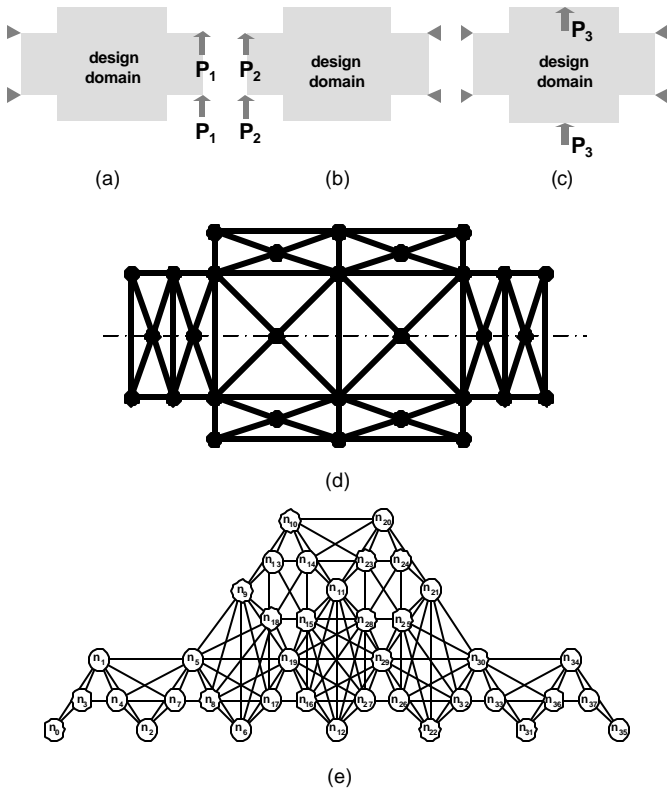 design domain
P1
P1
(a)
P2
P2
design domain
(b)
P3
design domain
P3
(c)
(d)
n10
n20
n13
n14
n23
n24
n9
n11
n21
n18
n15
n28
n25
n1
n5
n19
n29
n30
n34
n3
n4
n7
n8
n17
n16
n27
n26
n32
n33
n36
n37
n0
n2
n6
n12
n22
n31
n35
(e)